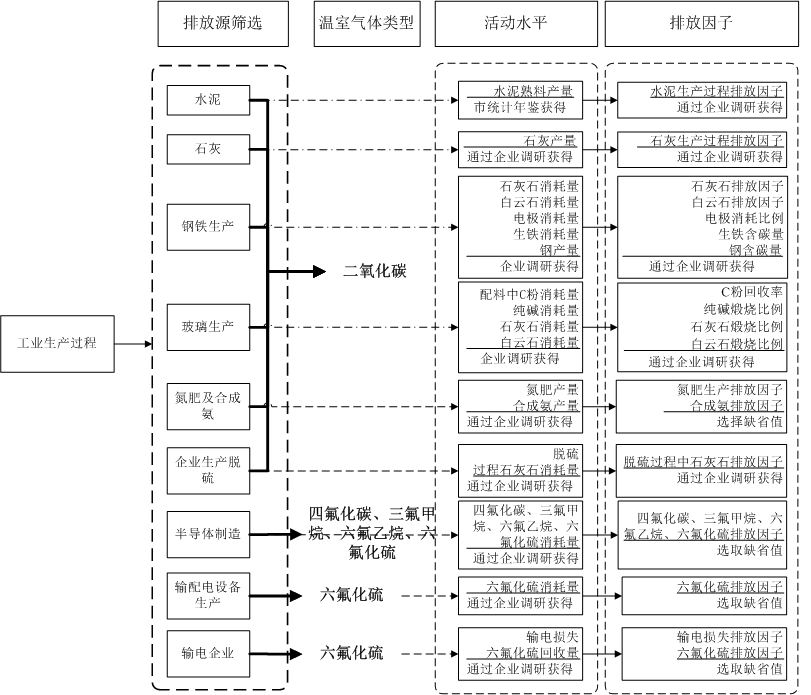 排放源筛选
温室气体类型
活动水平
排放因子
工业生产过程
水泥
水泥熟料产量
市统计年鉴获得
水泥生产过程排放因子
通过企业调研获得
石灰
石灰产量
通过企业调研获得
石灰生产过程排放因子
通过企业调研获得
钢铁生产
石灰石消耗量
白云石消耗量
电极消耗量
生铁消耗量
钢产量
企业调研获得
石灰石排放因子
白云石排放因子
电极消耗比例
生铁含碳量
钢含碳量
通过企业调研获得
二氧化碳
玻璃生产
配料中C粉消耗量
纯碱消耗量
石灰石消耗量
白云石消耗量
企业调研获得
C粉回收率
纯碱煅烧比例
石灰石煅烧比例
白云石煅烧比例
通过企业调研获得
氮肥及合成
氨
氮肥产量
合成氨产量
通过企业调研获得
氮肥生产排放因子
合成氨排放因子
选择缺省值
企业生产脱
硫
脱硫
过程石灰石消耗量
通过企业调研获得
脱硫过程中石灰石排放因子
通过企业调研获得
半导体制造
四氟化碳、三氟甲
烷、六氟乙烷、六
氟化硫
四氟化碳、三氟甲
烷、六氟乙烷、六
氟化硫消耗量
通过企业调研获得
四氟化碳、三氟甲烷、六
氟乙烷、六氟化硫排放因子
选取缺省值
输配电设备
生产
六氟化硫
六氟化硫消耗量
通过企业调研获得
六氟化硫排放因子
选取缺省值
输电企业
六氟化硫
输电损失
六氟化硫回收量
通过企业调研获得
输电损失排放因子
六氟化硫排放因子
选取缺省值